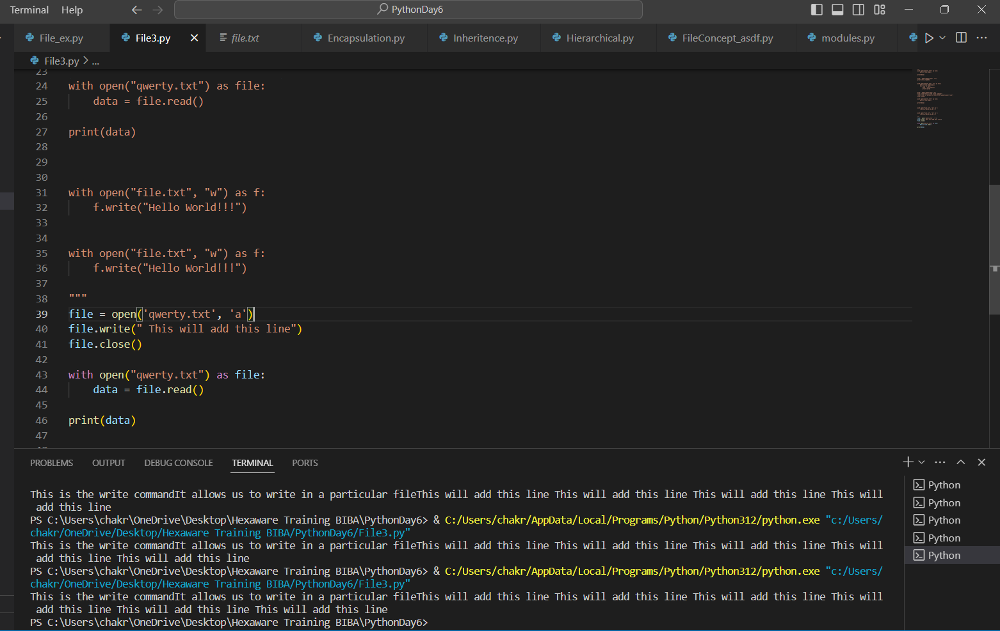 Terminal Help PythonDay6
File_ex.py File3.py file.txt Encapsulation.py Inheritence.py Hierarchical.py FileConcept_asdf.py modules.py
File3.py > ...
23
24 with open("qwerty.txt") as file:
25 data = file.read()
26
27 print(data)
28
29
30
31 with open("file.txt", "w") as f:
32 f.write("Hello World!!!")
33
34
35 with open("file.txt", "w") as f:
36 f.write("Hello World!!!")
37
38 """
39 file = open('qwerty.txt', 'a')
40 file.write(" This will add this line")
41 file.close()
42
43 with open("qwerty.txt") as file:
44 data = file.read()
45
46 print(data)
47
PROBLEMS OUTPUT DEBUG CONSOLE TERMINAL PORTS
This is the write commandIt allows us to write in a particular fileThis will add this line This will add this line This will add this line This will
add this line
PS C:\Users\chakr\OneDrive\Desktop\Hexaware Training BIBA\PythonDay6> & C:/Users/chakr/AppData/Local/Programs/Python/Python312/python.exe "c:/Users/
chakr/OneDrive/Desktop/Hexaware Training BIBA/PythonDay6/File3.py"
This is the write commandIt allows us to write in a particular fileThis will add this line This will add this line This will add this line This will
add this line This will add this line
PS C:\Users\chakr\OneDrive\Desktop\Hexaware Training BIBA\PythonDay6> & C:/Users/chakr/AppData/Local/Programs/Python/Python312/python.exe "c:/Users/
chakr/OneDrive/Desktop/Hexaware Training BIBA/PythonDay6/File3.py"
This is the write commandIt allows us to write in a particular fileThis will add this line This will add this line This will add this line This will
add this line This will add this line This will add this line
PS C:\Users\chakr\OneDrive\Desktop\Hexaware Training BIBA\PythonDay6>
Python
Python
Python
Python
Python